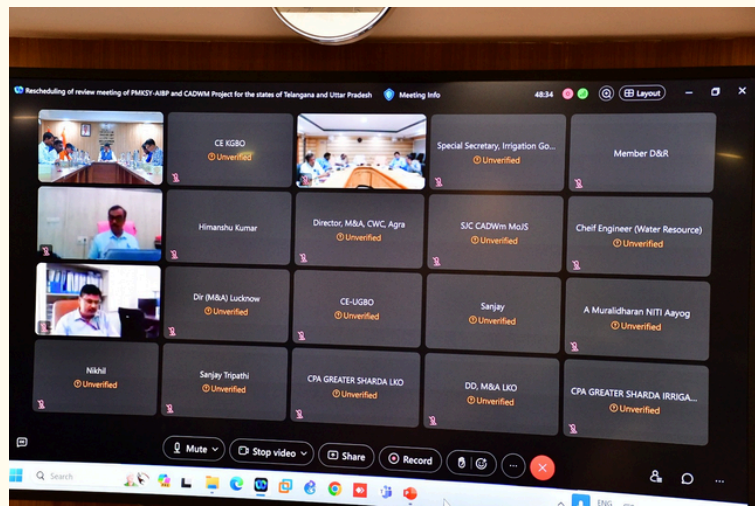 Rescheduling of review meeting of PMKSY-AIBP and CADWM Project for the states of Telangana and Uttar Pradesh
Meeting Info
48:34
Layout
CE KGBO
Unverified
Special Secretary, Irrigation Go...
Unverified
Member D&R
Himanshu Kumar
Director, M&A, CWC, Agra
Unverified
SJC CADWm MoJS
Unverified
Cheif Engineer (Water Resource)
Unverified
Dir (M&A) Lucknow
Unverified
CE-UGBO
Unverified
Sanjay
Unverified
A Muralidharan NITI Aayog
Unverified
Nikhil
Unverified
Sanjay Tripathi
Unverified
CPA GREATER SHARDA LKO
Unverified
DD, M&A LKO
Unverified
CPA GREATER SHARDA IRRIGA...
Unverified
Mute
Stop video
Share
Record
Search
ENG